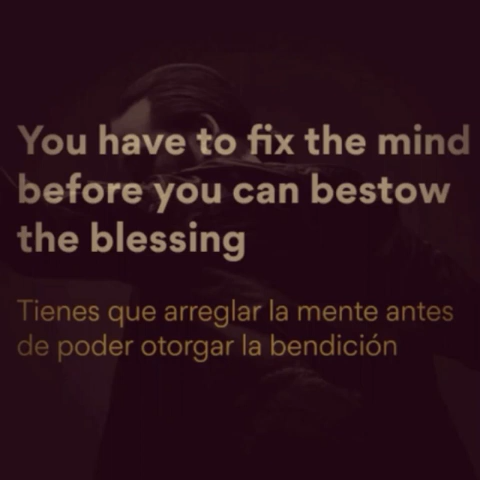 You have to fix the mind
before you can bestow
the blessing
Tienes que arreglar la mente antes
de poder otorgar la bendición